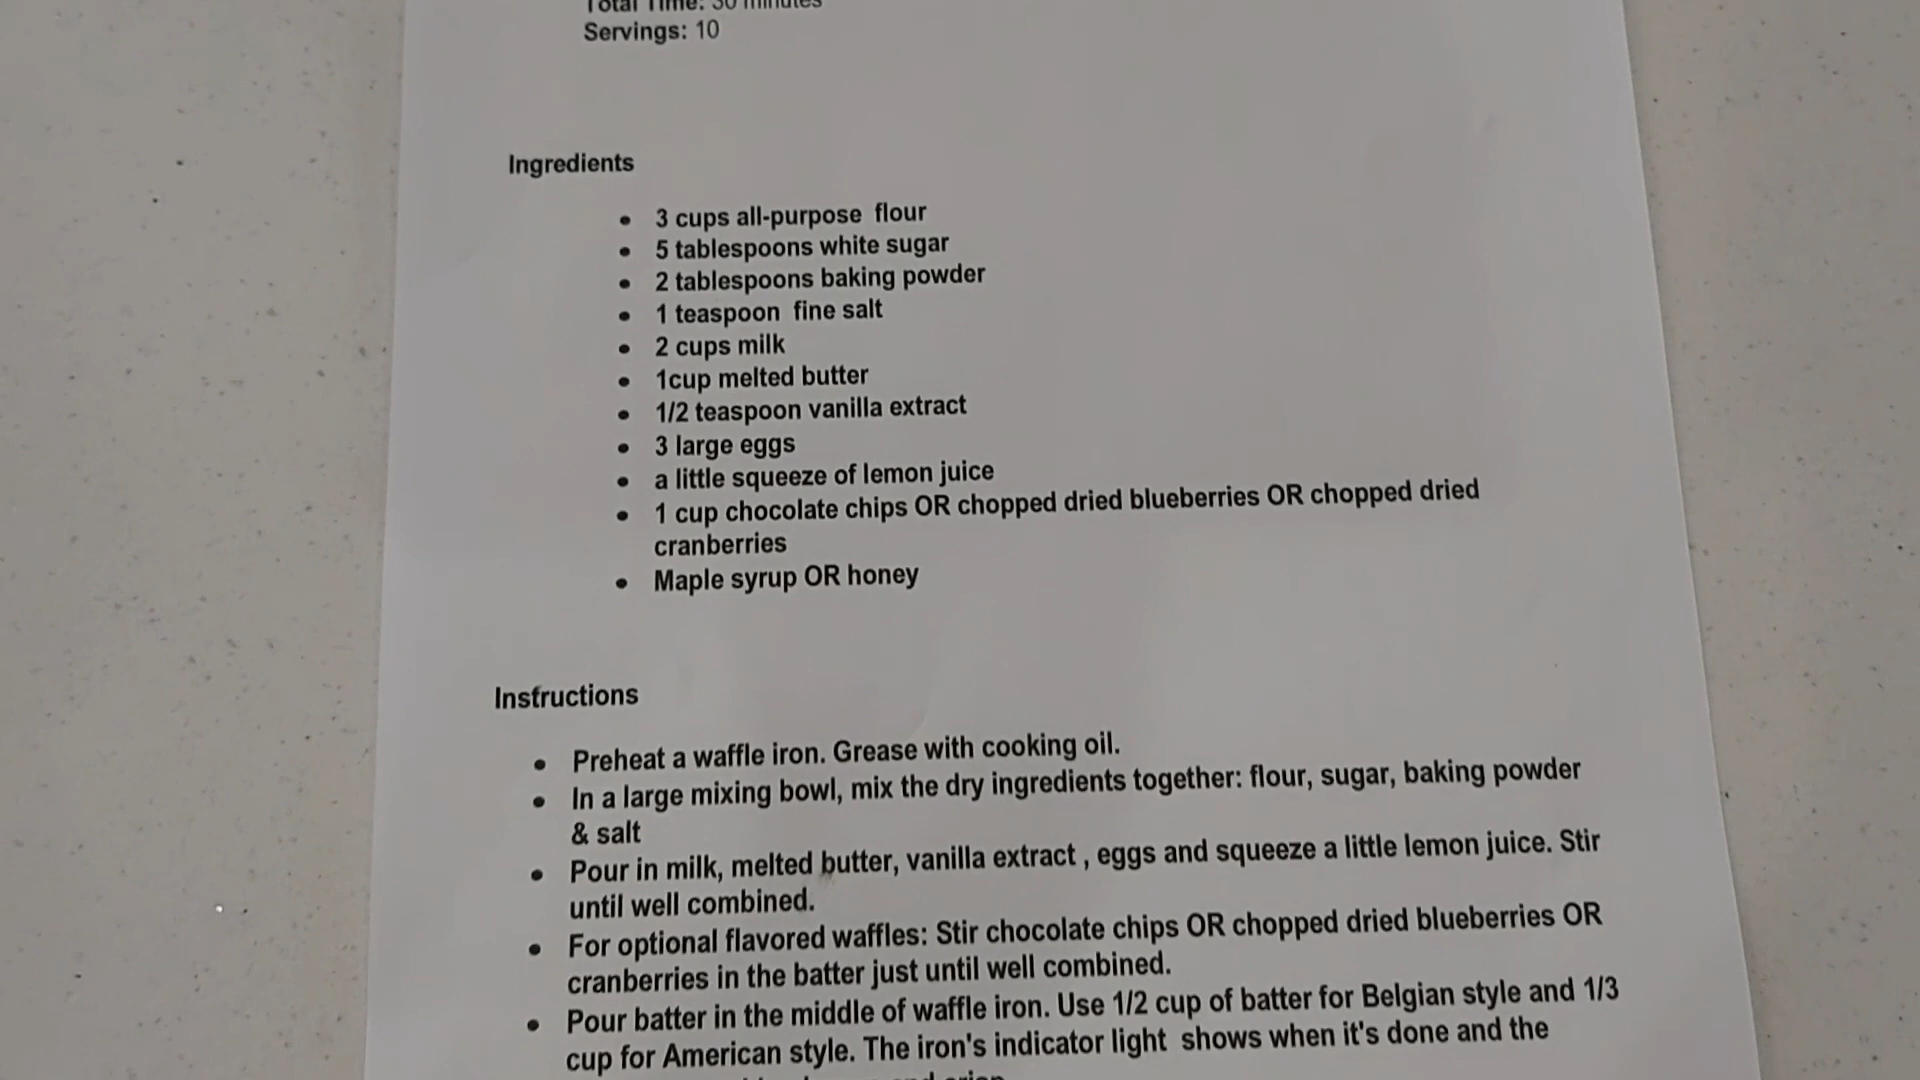 Total Time: 30 minutes
Servings: 10
Ingredients
• 3 cups all-purpose flour
• 5 tablespoons white sugar
• 2 tablespoons baking powder
• 1 teaspoon fine salt
• 2 cups milk
• 1cup melted butter
• 1/2 teaspoon vanilla extract
• 3 large eggs
• a little squeeze of lemon juice
• 1 cup chocolate chips OR chopped dried blueberries OR chopped dried
cranberries
• Maple syrup OR honey
Instructions
• Preheat a waffle iron. Grease with cooking oil.
• In a large mixing bowl, mix the dry ingredients together: flour, sugar, baking powder
& salt
• Pour in milk, melted butter, vanilla extract , eggs and squeeze a little lemon juice. Stir
until well combined.
• For optional flavored waffles: Stir chocolate chips OR chopped dried blueberries OR
cranberries in the batter just until well combined.
• Pour batter in the middle of waffle iron. Use 1/2 cup of batter for Belgian style and 1/3
cup for American style. The iron's indicator light shows when it's done and the